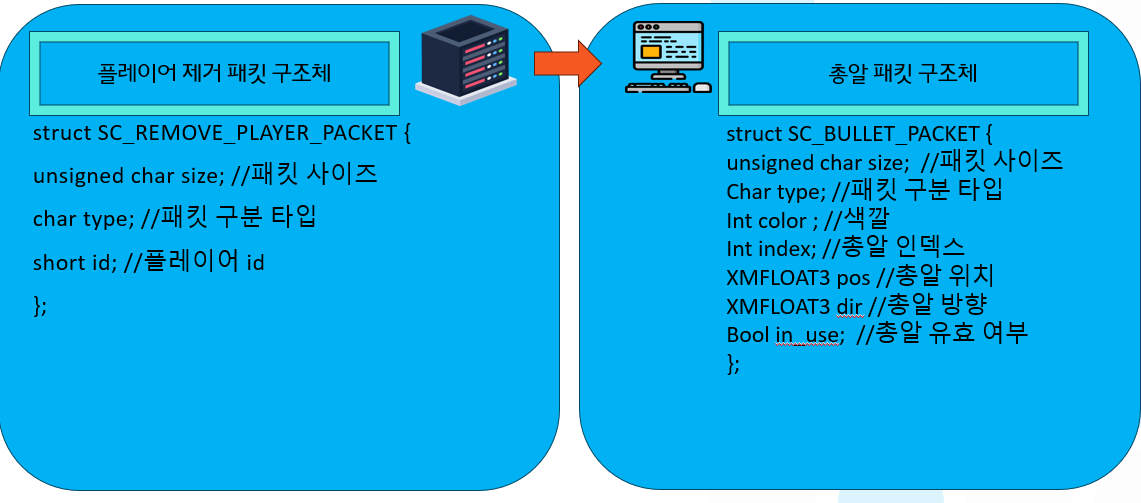 플레이어 제거 패킷 구조체
struct SC_REMOVE_PLAYER_PACKET {
unsigned char size; //패킷 사이즈
char type; //패킷 구분 타입
short id; //플레이어 id
};
총알 패킷 구조체
struct SC_BULLET_PACKET {
unsigned char size;  //패킷 사이즈
Char type; //패킷 구분 타입
Int color ; //색깔
Int index; //총알 인덱스
XMFLOAT3 pos //총알 위치
XMFLOAT3 dir //총알 방향
Bool in_use;  //총알 유효 여부
};